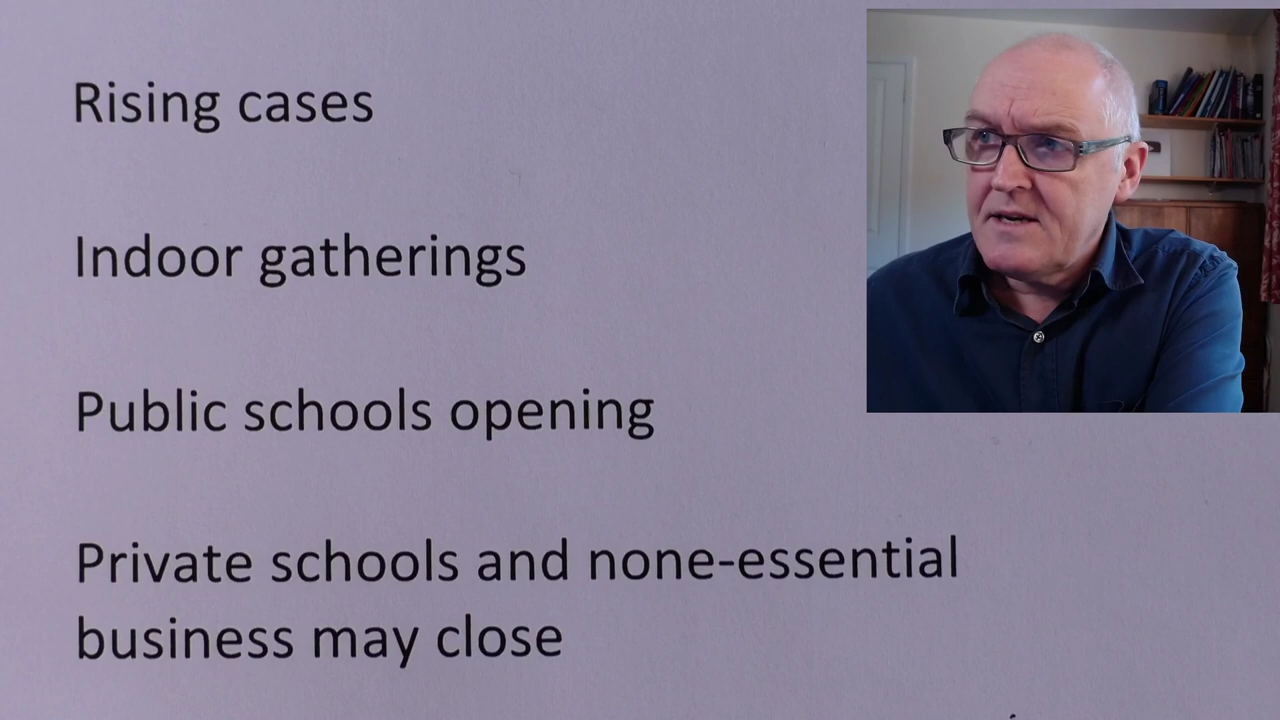 Rising cases
Indoor gatherings
Public schools opening
Private schools and none-essential
business may close